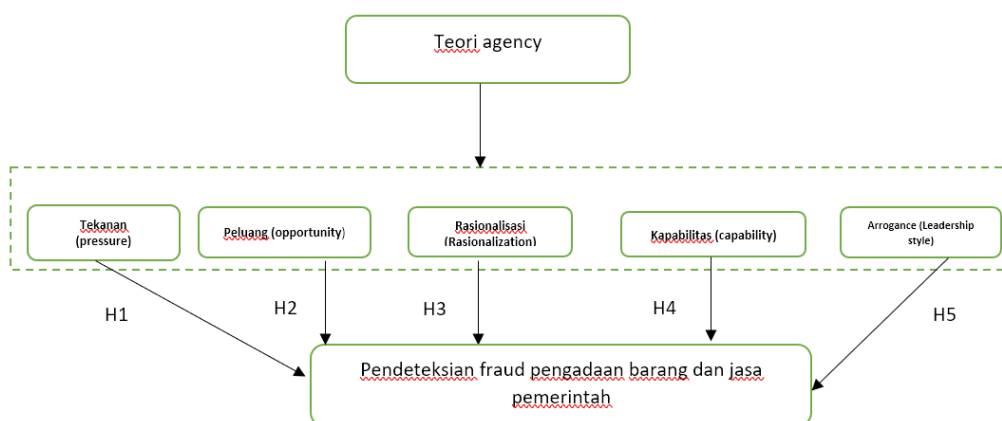 Teori agency
Tekanan
(pressure)
Peluang (opportunity)
Rasionalisasi
(Rasionalization)
Kapabilitas (capability)
Arrogance (Leadership
style)
H1
H2
H3
H4
H5
Pendeteksian fraud pengadaan barang dan jasa
pemerintah